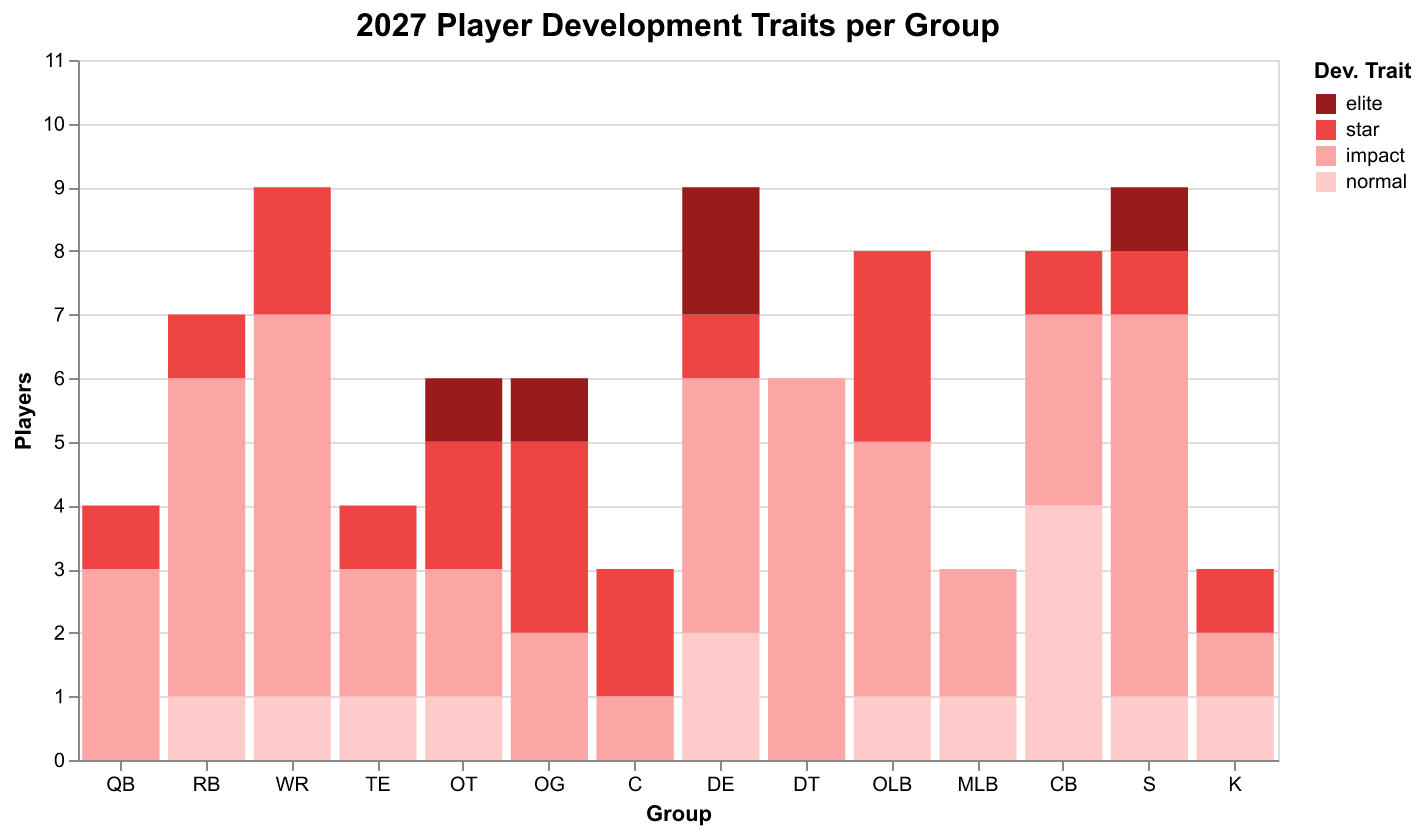 2027 Player Development Traits per Group
11
10
9
8
7
6
5
4
3
2
1
0
Players
QB RB WR TE OT OG C DE DT OLB MLB CB S K
Group
Dev. Trait
elite
star
impact
normal